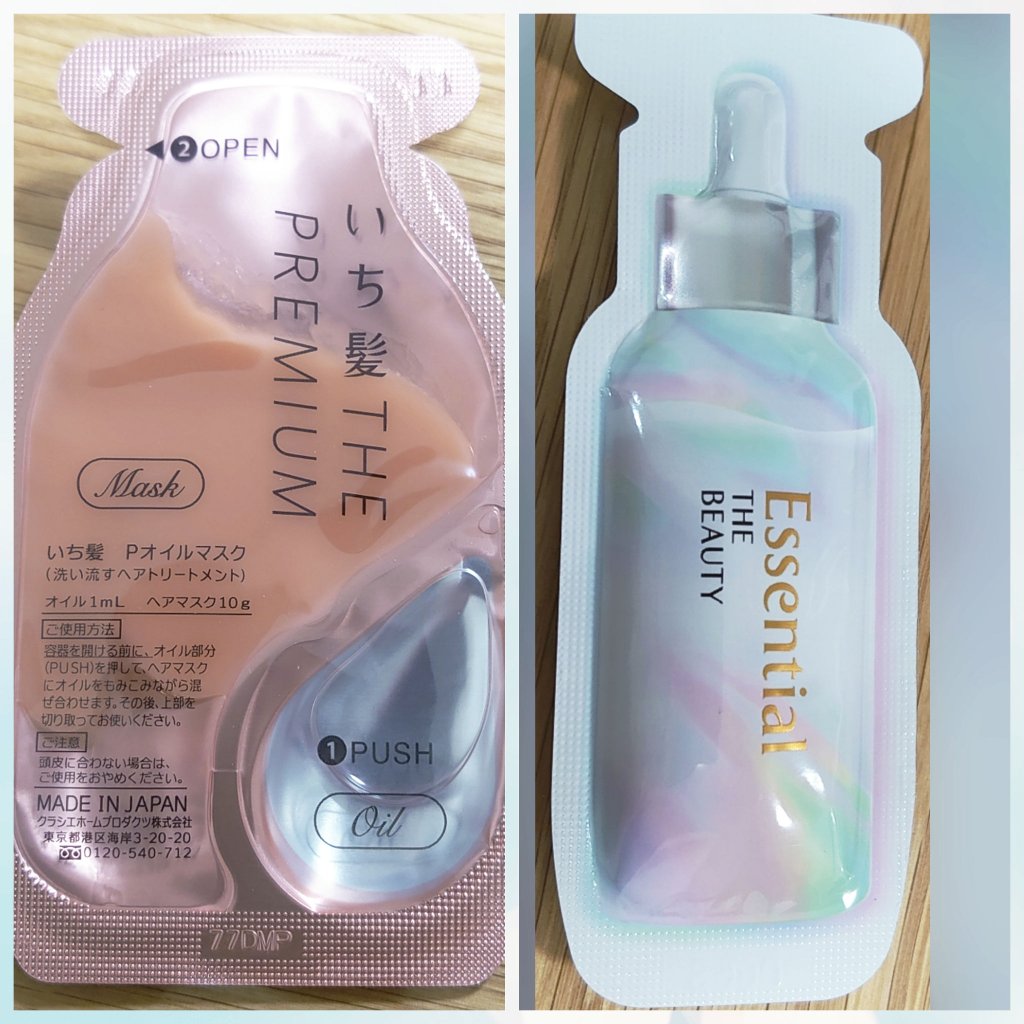 2 OPEN
いち髪 THE
PREMIUM
Mask
いち髪 Pオイルマスク
(洗い流すヘアトリートメント)
オイル1mL ヘアマスク10g
ご使用方法
容器を開ける前に、オイル部分
(PUSH)を押して、ヘアマスク
にオイルをもみこみながら混
ぜ合わせます。その後、上部を
切り取ってお使いください。
ご注意
頭皮に合わない場合は、
ご使用をおやめください。
MADE IN JAPAN
クラシエホームプロダクツ株式会社
東京都港区海岸3-20-20
0120-540-712
1 PUSH
Oil
77DMP
Essential
THE
BEAUTY